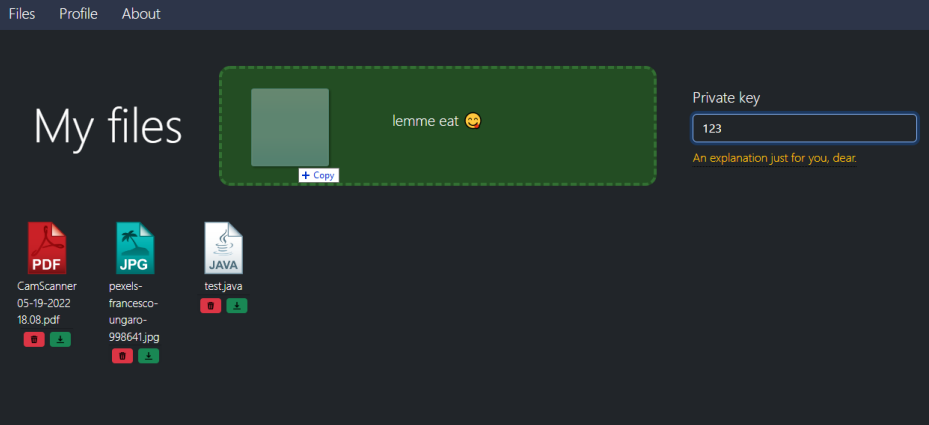 Files Profile About
My files
lemme eat 😋
Copy
Private key
123
An explanation just for you, dear.
PDF
JPG
JAVA
CamScanner
05-19-2022
18.08.pdf
pexels-
francesco-
ungaro-
998641.jpg
test.java